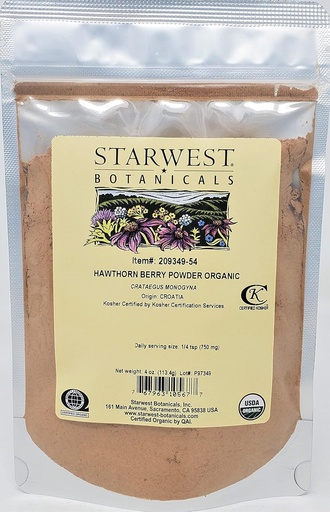 STARWEST®
BOTANICALS
Item#: 209349-54
HAWTHORN BERRY POWDER ORGANIC
CRATAEGUS MONOGYNA
Origin: CROATIA
Kosher Certified by Kosher Certification Services
CK
CERTIFIED KOSHER
Daily serving size: 1/4 tsp (750 mg)
Net weight: 4 oz. (113.4g) Lot#: P97349
7
Starwest Botanicals, Inc.
161 Main Avenue, Sacramento, CA 95838 USA
www.starwest-botanicals.com
Certified Organic by QAI.
USDA
ORGANIC